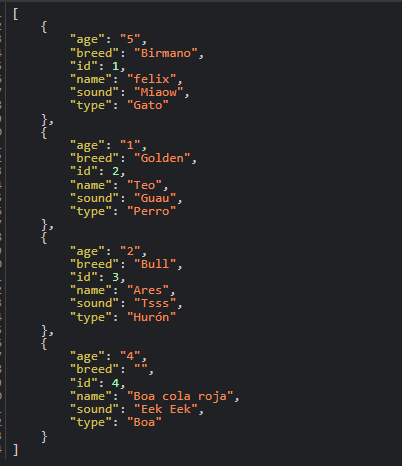 [
    {
        "age": "5",
        "breed": "Birmano",
        "id": 1,
        "name": "felix",
        "sound": "Miaow",
        "type": "Gato"
    },
    {
        "age": "1",
        "breed": "Golden",
        "id": 2,
        "name": "Teo",
        "sound": "Guau",
        "type": "Perro"
    },
    {
        "age": "2",
        "breed": "Bull",
        "id": 3,
        "name": "Ares",
        "sound": "Tsss",
        "type": "Hurón"
    },
    {
        "age": "4",
        "breed": "",
        "id": 4,
        "name": "Boa cola roja",
        "sound": "Eek Eek",
        "type": "Boa"
    }
]